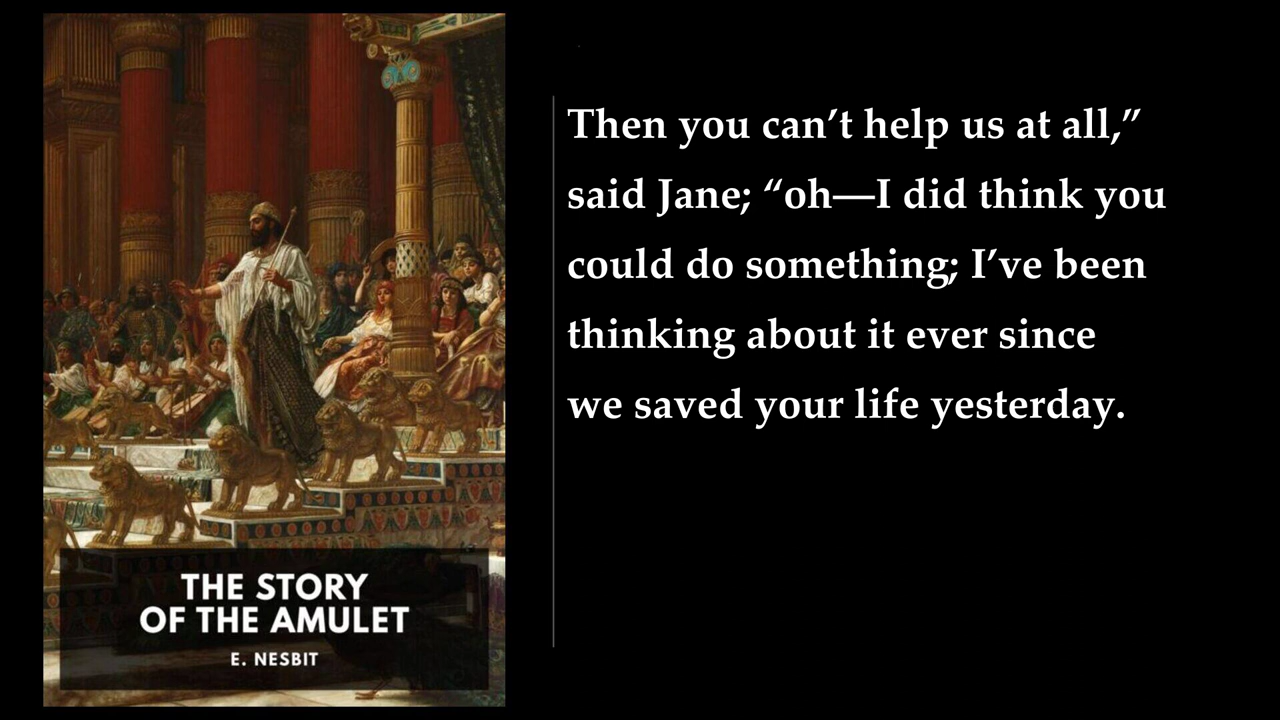 Then you can’t help us at all,”
said Jane; “oh—I did think you
could do something; I’ve been
thinking about it ever since
we saved your life yesterday.
THE STORY
OF THE AMULET
E. NESBIT